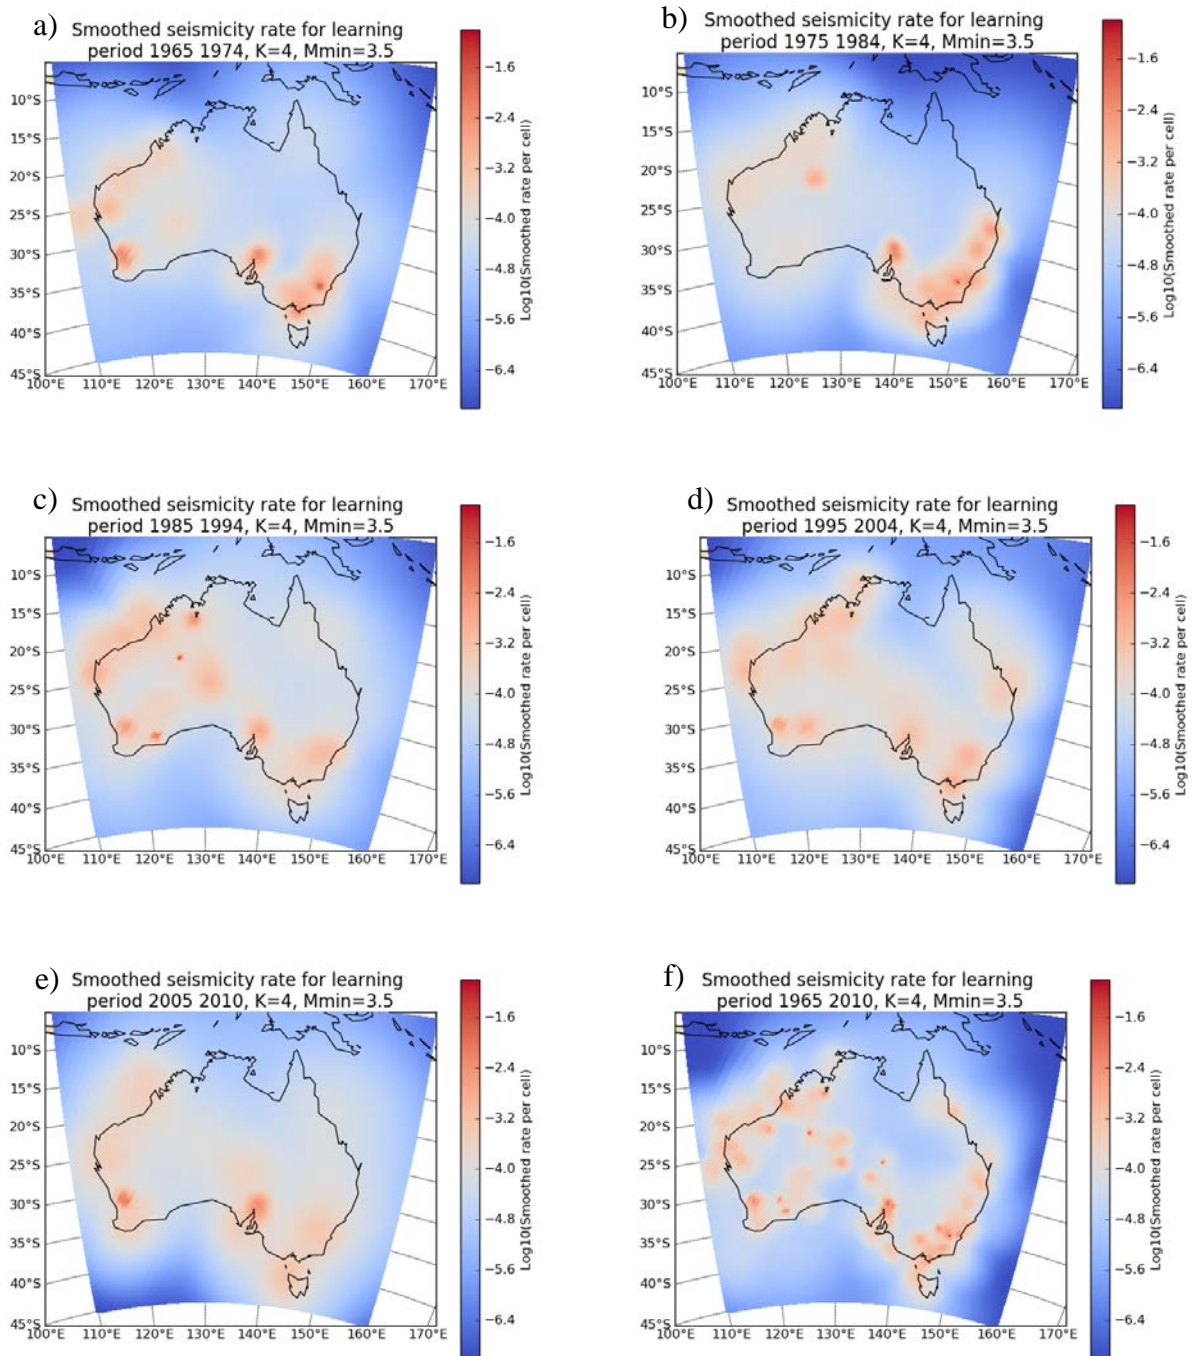 a)
Smoothed seismicity rate for learning
period 1965 1974, K=4, Mmin=3.5
10°S
15°S
20°S
25°S
30°S
35°S
40°S
45°S
100°E 110°E 120°E 130°E 140°E 150°E 160°E 170°E
−1.6
−2.4
−3.2
−4.0
−4.8
−5.6
−6.4
Log10(Smoothed rate per cell)
b)
Smoothed seismicity rate for learning
period 1975 1984, K=4, Mmin=3.5
10°S
15°S
20°S
25°S
30°S
35°S
40°S
45°S
100°E 110°E 120°E 130°E 140°E 150°E 160°E 170°E
−1.6
−2.4
−3.2
−4.0
−4.8
−5.6
−6.4
Log10(Smoothed rate per cell)
c)
Smoothed seismicity rate for learning
period 1985 1994, K=4, Mmin=3.5
10°S
15°S
20°S
25°S
30°S
35°S
40°S
45°S
100°E 110°E 120°E 130°E 140°E 150°E 160°E 170°E
−1.6
−2.4
−3.2
−4.0
−4.8
−5.6
−6.4
Log10(Smoothed rate per cell)
d)
Smoothed seismicity rate for learning
period 1995 2004, K=4, Mmin=3.5
10°S
15°S
20°S
25°S
30°S
35°S
40°S
45°S
100°E 110°E 120°E 130°E 140°E 150°E 160°E 170°E
−1.6
−2.4
−3.2
−4.0
−4.8
−5.6
−6.4
Log10(Smoothed rate per cell)
e)
Smoothed seismicity rate for learning
period 2005 2010, K=4, Mmin=3.5
10°S
15°S
20°S
25°S
30°S
35°S
40°S
45°S
100°E 110°E 120°E 130°E 140°E 150°E 160°E 170°E
−1.6
−2.4
−3.2
−4.0
−4.8
−5.6
−6.4
Log10(Smoothed rate per cell)
f)
Smoothed seismicity rate for learning
period 1965 2010, K=4, Mmin=3.5
10°S
15°S
20°S
25°S
30°S
35°S
40°S
45°S
100°E 110°E 120°E 130°E 140°E 150°E 160°E 170°E
−1.6
−2.4
−3.2
−4.0
−4.8
−5.6
−6.4
Log10(Smoothed rate per cell)